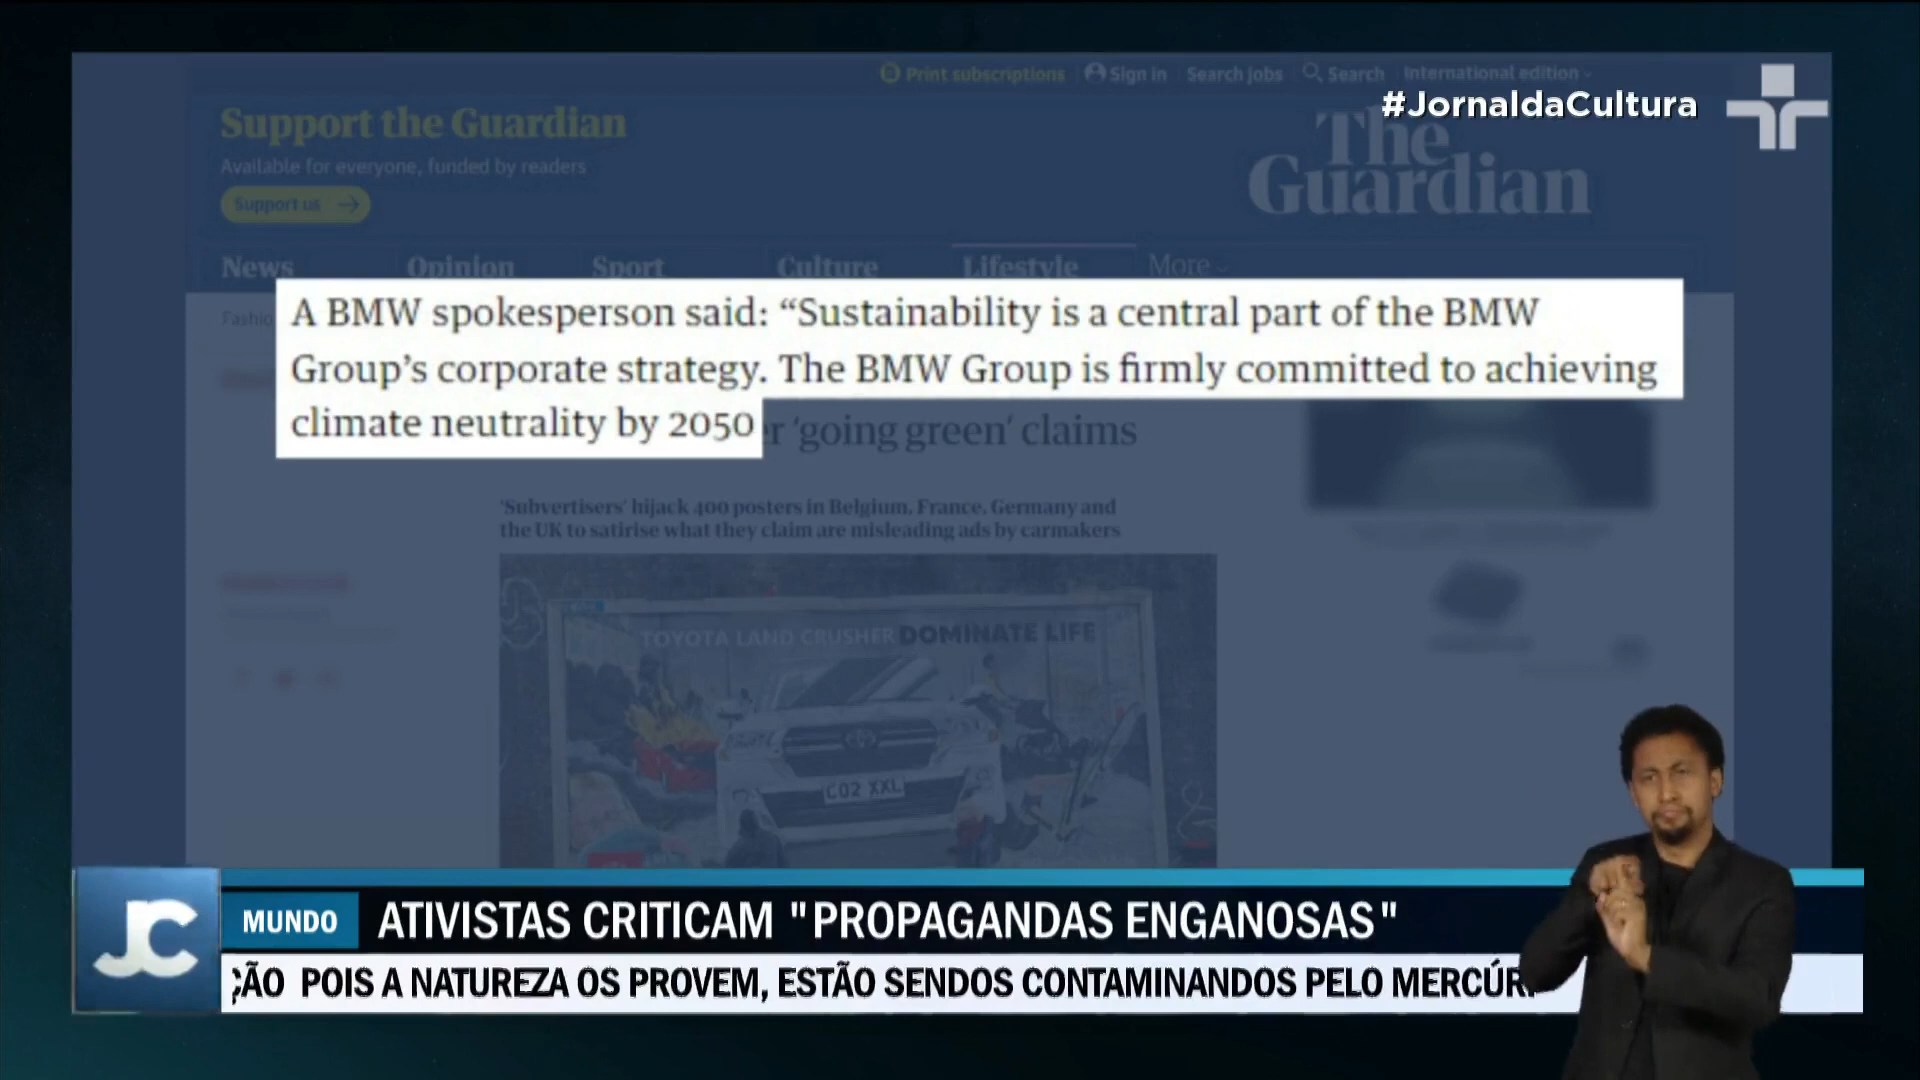 Print subscriptions
Sign in
Search jobs
Search
International edition
#JornaldaCultura
Support the Guardian
Available for everyone, funded by readers
Support us
The
Guardian
News
Opinion
Sport
Culture
Lifestyle
More
Fashio
A BMW spokesperson said: “Sustainability is a central part of the BMW
Group’s corporate strategy. The BMW Group is firmly committed to achieving
climate neutrality by 2050
r ‘going green’ claims
‘Subvertisers’ hijack 400 posters in Belgium, France, Germany and
the UK to satirise what they claim are misleading ads by carmakers
TOYOTA LAND CRUSHER DOMINATE LIFE
CO2 XXL
JC
MUNDO
ATIVISTAS CRITICAM "PROPAGANDAS ENGANOSAS"
ÇÃO POIS A NATUREZA OS PROVEM, ESTÃO SENDOS CONTAMINANDOS PELO MERCÚR